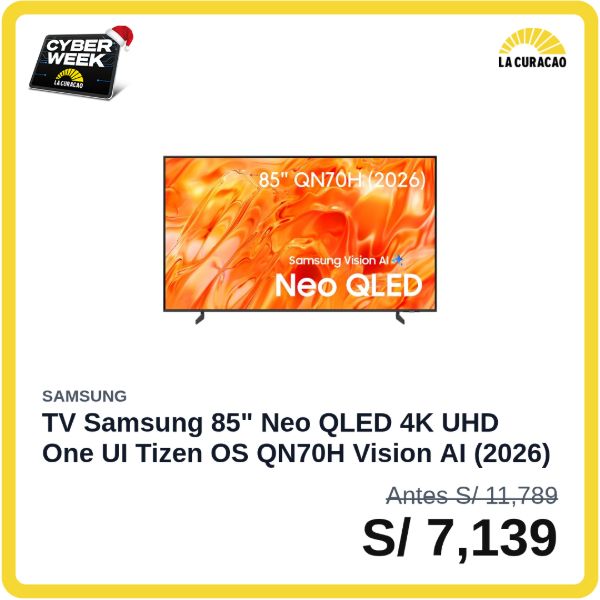 CYBER
WEEK
LA CURACAO
LA CURACAO
85" QN70H (2026)
Samsung Vision AI
Neo QLED
SAMSUNG
TV Samsung 85" Neo QLED 4K UHD
One UI Tizen OS QN70H Vision AI (2026)
Antes S/ 11,789
S/ 7,139